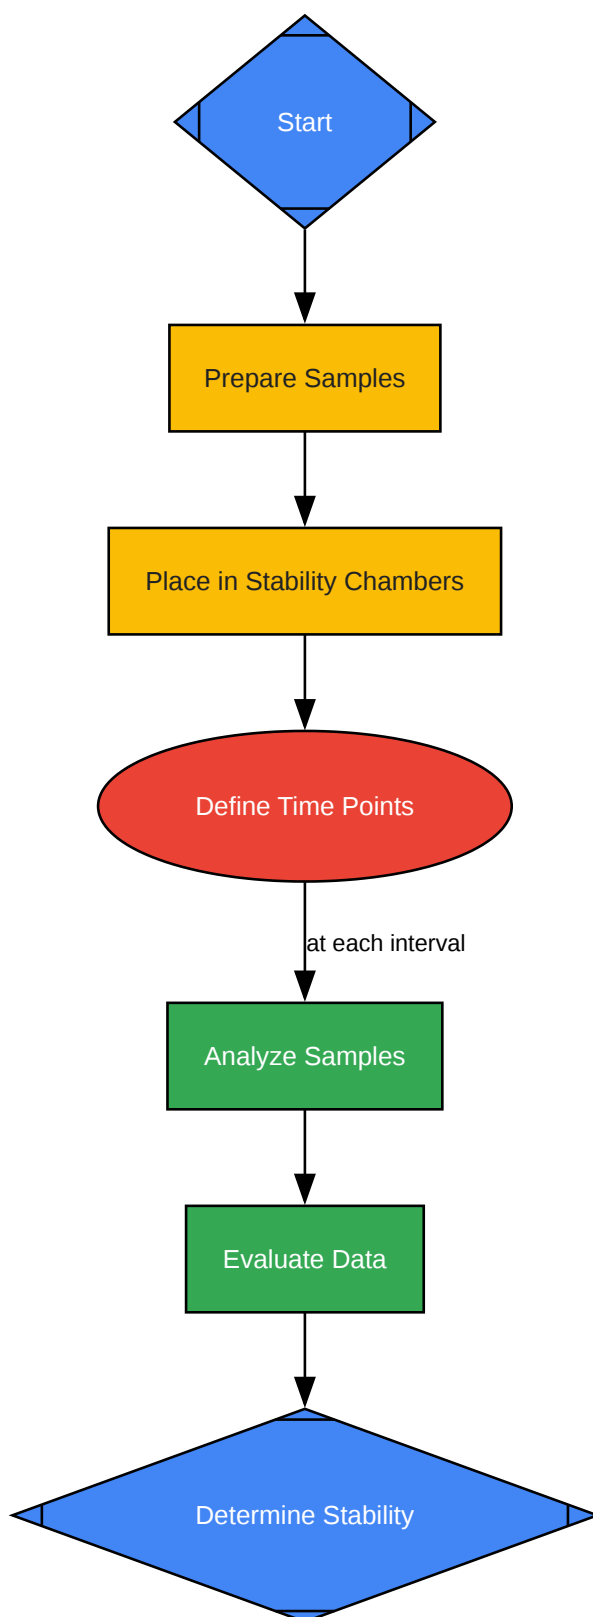 Start
Prepare Samples
Place in Stability Chambers
Define Time Points
at each interval
Analyze Samples
Evaluate Data
Determine Stability